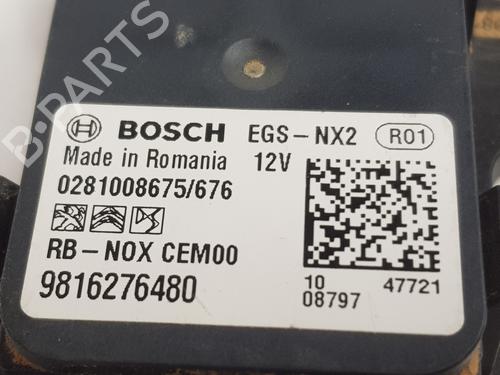 B-PARTS
BOSCH EGS-NX2 R01
Made in Romania 12V
0281008675/676
RB-NOX CEM00
9816276480
10 47721
08797